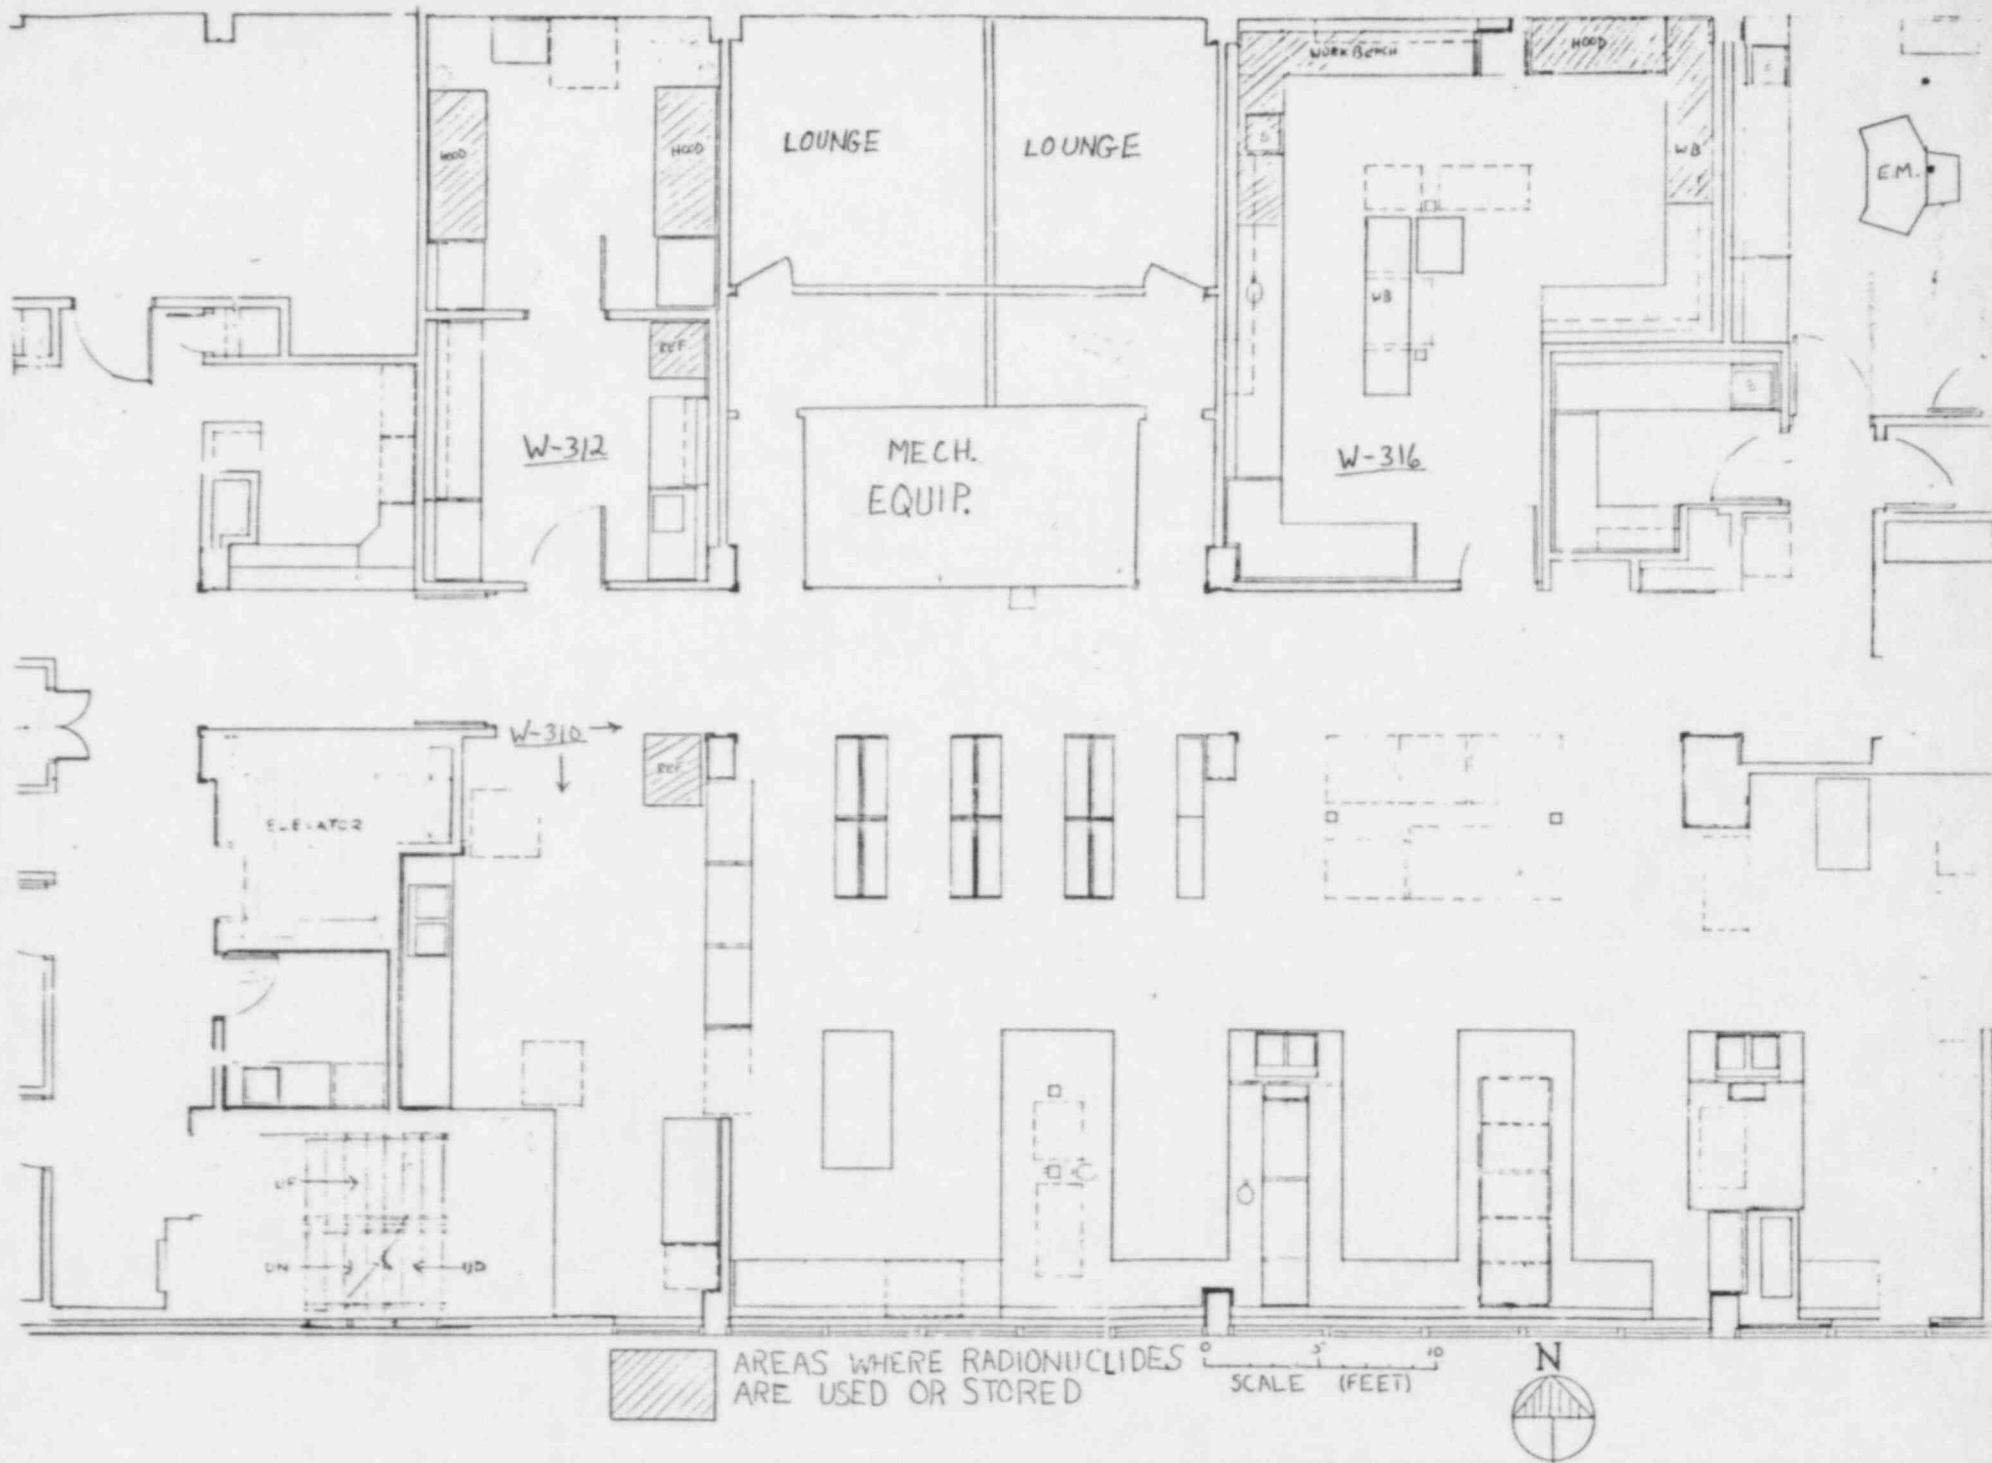 WORK BENCH
HOOD
S
HOOD
HOOD
LOUNGE
LOUNGE
WB
E.M.
REF
WB
S
W-312
MECH.
EQUIP.
W-316
W-310
REF
ELEVATOR
UP
DN
AREAS WHERE RADIONUCLIDES
ARE USED OR STORED
0 5 10
SCALE (FEET)
N